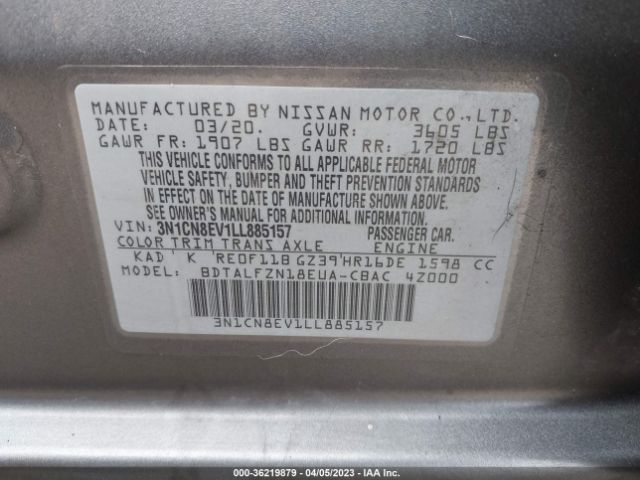 MANUFACTURED BY NISSAN MOTOR CO., LTD.
DATE: 03/20. GVWR: 3605 LBS
GAWR FR: 1907 LBS GAWR RR: 1720 LBS
THIS VEHICLE CONFORMS TO ALL APPLICABLE FEDERAL MOTOR
VEHICLE SAFETY, BUMPER AND THEFT PREVENTION STANDARDS
IN EFFECT ON THE DATE OF MANUFACTURE SHOWN ABOVE.
SEE OWNER'S MANUAL FOR ADDITIONAL INFORMATION.
VIN: 3N1CN8EV1LL885157 PASSENGER CAR.
COLOR TRIM TRANS AXLE ENGINE
KAD K RE0F11B GZ39 HR16DE 1598 CC
MODEL: BDTALFZN18EUA-CBAC 4Z000
3N1CN8EV1LL885157
000-36219879 - 04/05/2023 - IAA Inc.